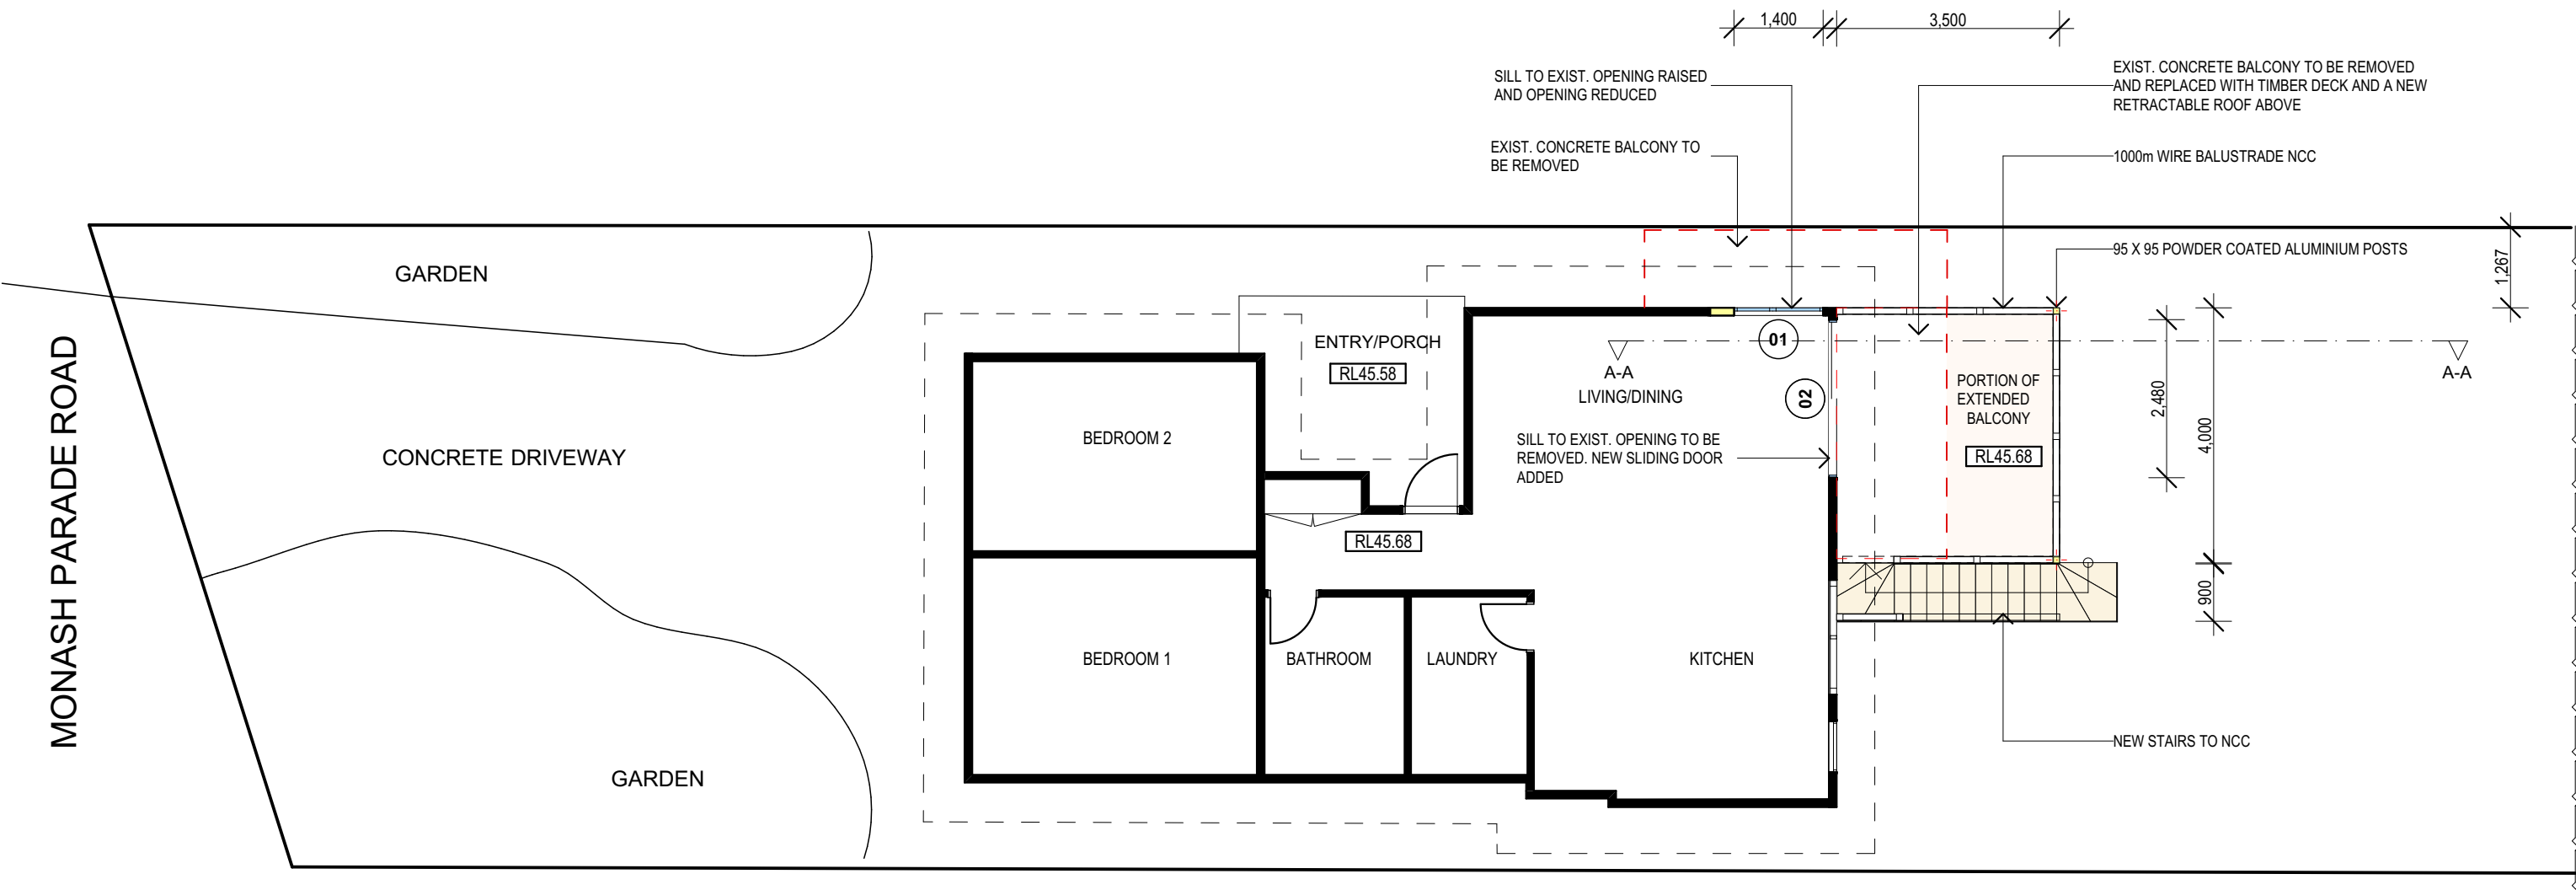 1,400
3,500
SILL TO EXIST. OPENING RAISED
AND OPENING REDUCED
EXIST. CONCRETE BALCONY TO BE REMOVED
AND REPLACED WITH TIMBER DECK AND A NEW
RETRACTABLE ROOF ABOVE
EXIST. CONCRETE BALCONY TO
BE REMOVED
1000m WIRE BALUSTRADE NCC
95 X 95 POWDER COATED ALUMINIUM POSTS
1,267
GARDEN
ENTRY/PORCH
RL45.58
01
A-A
A-A
LIVING/DINING
02
PORTION OF
EXTENDED
BALCONY
RL45.68
2,480
4,000
MONASH PARADE ROAD
CONCRETE DRIVEWAY
BEDROOM 2
SILL TO EXIST. OPENING TO BE
REMOVED. NEW SLIDING DOOR
ADDED
RL45.68
900
BEDROOM 1
BATHROOM
LAUNDRY
KITCHEN
NEW STAIRS TO NCC
GARDEN